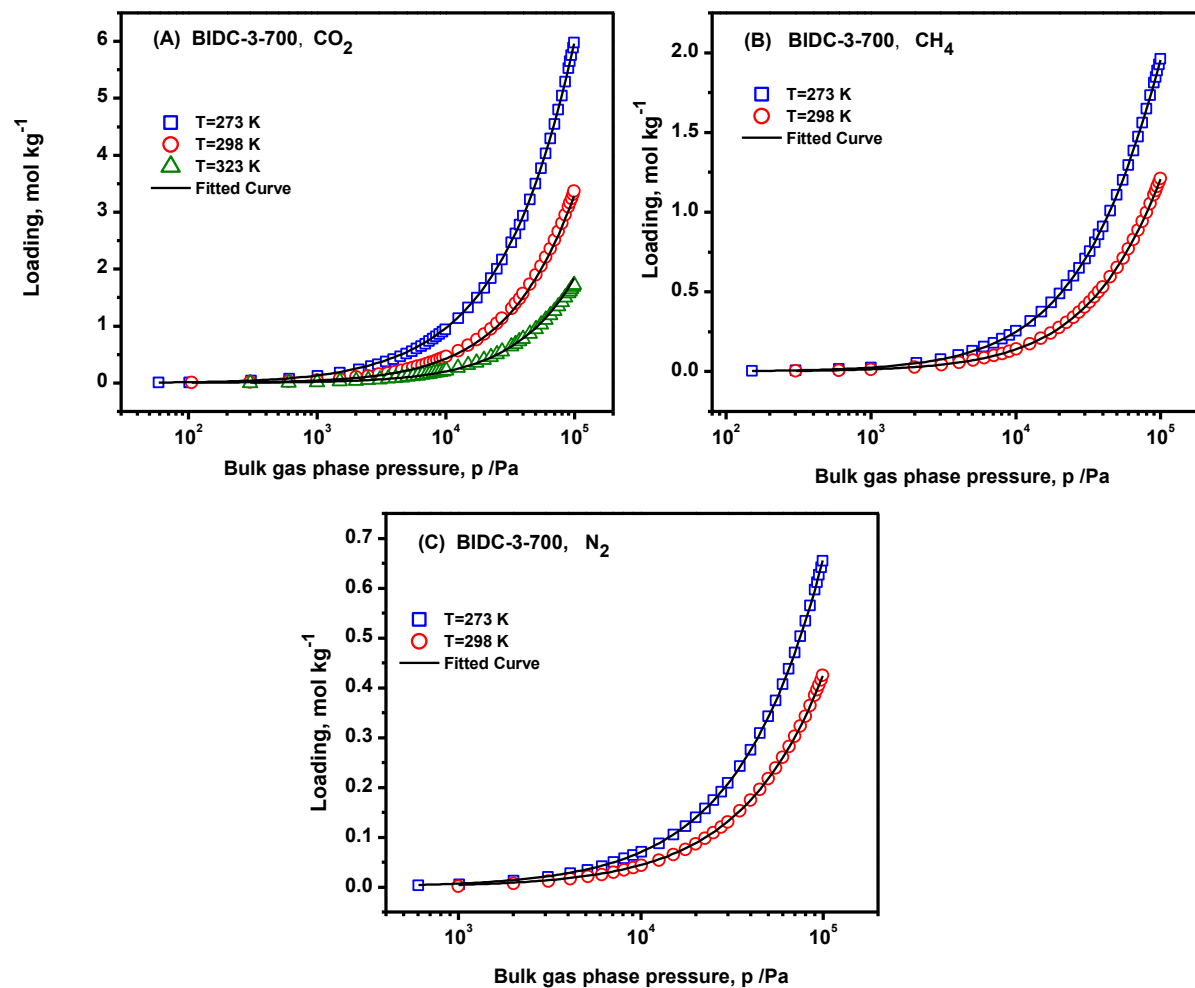 (A) BIDC-3-700, CO2
6
5
4
3
2
1
0
T=273 K
T=298 K
T=323 K
Fitted Curve
Loading, mol kg-1
10^2
10^3
10^4
10^5
Bulk gas phase pressure, p /Pa
(B) BIDC-3-700, CH4
2.0
1.5
1.0
0.5
0.0
T=273 K
T=298 K
Fitted Curve
Loading, mol kg-1
10^2
10^3
10^4
10^5
Bulk gas phase pressure, p /Pa
(C) BIDC-3-700, N2
0.7
0.6
0.5
0.4
0.3
0.2
0.1
0.0
T=273 K
T=298 K
Fitted Curve
Loading, mol kg-1
10^3
10^4
10^5
Bulk gas phase pressure, p /Pa